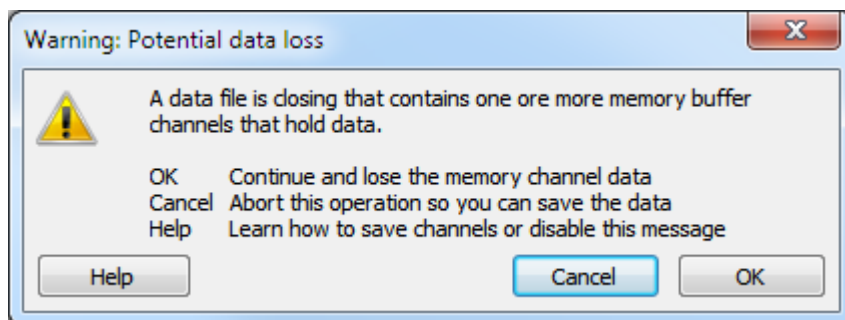 Warning: Potential data loss
A data file is closing that contains one ore more memory buffer
channels that hold data.
OK Continue and lose the memory channel data
Cancel Abort this operation so you can save the data
Help Learn how to save channels or disable this message
Help Cancel OK